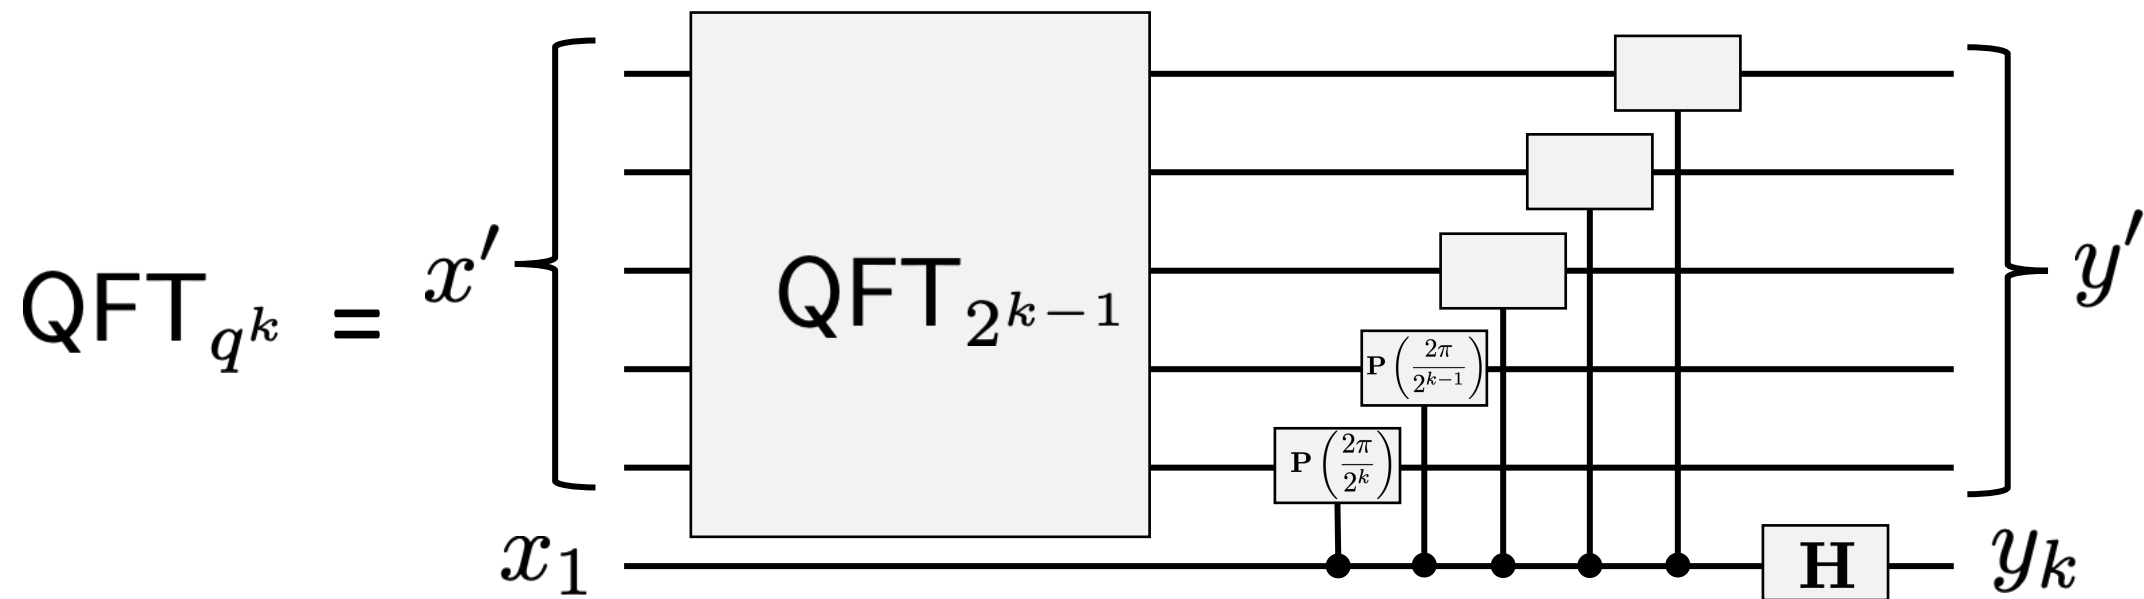 QFT_{q^k} = x′
QFT_{2^{k−1}}
P(2π/2^{k−1})
P(2π/2^k)
y′
x_1
H
y_k